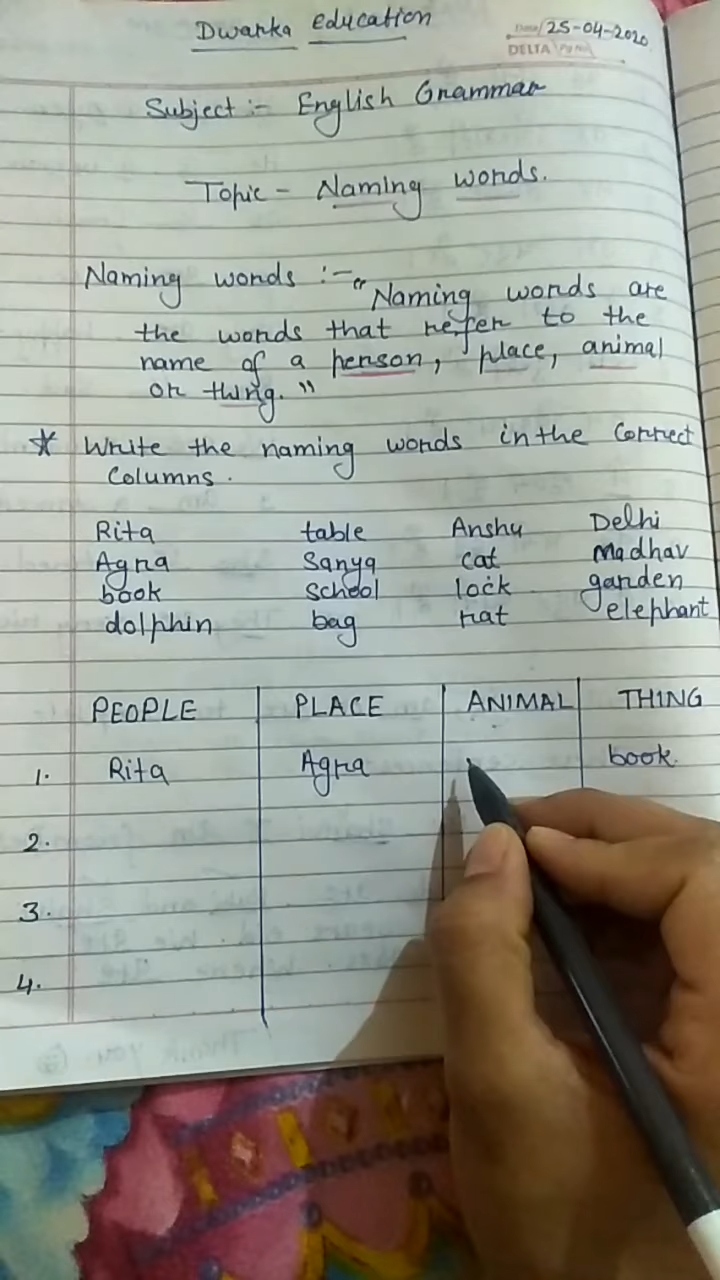 Dwarka education
Date 25-04-2020
DELTA Pg No
Subject :- English Grammar
Topic - Naming words.
Naming words :- "Naming words are
the words that refer to the
name of a person, place, animal
or thing."
* Write the naming words in the Correct
Columns.
Rita table Anshu Delhi
Agra Sanya cat Madhav
book School lock garden
dolphin bag rat elephant
PEOPLE PLACE ANIMAL THING
1. Rita Agra book.
2.
3.
4.